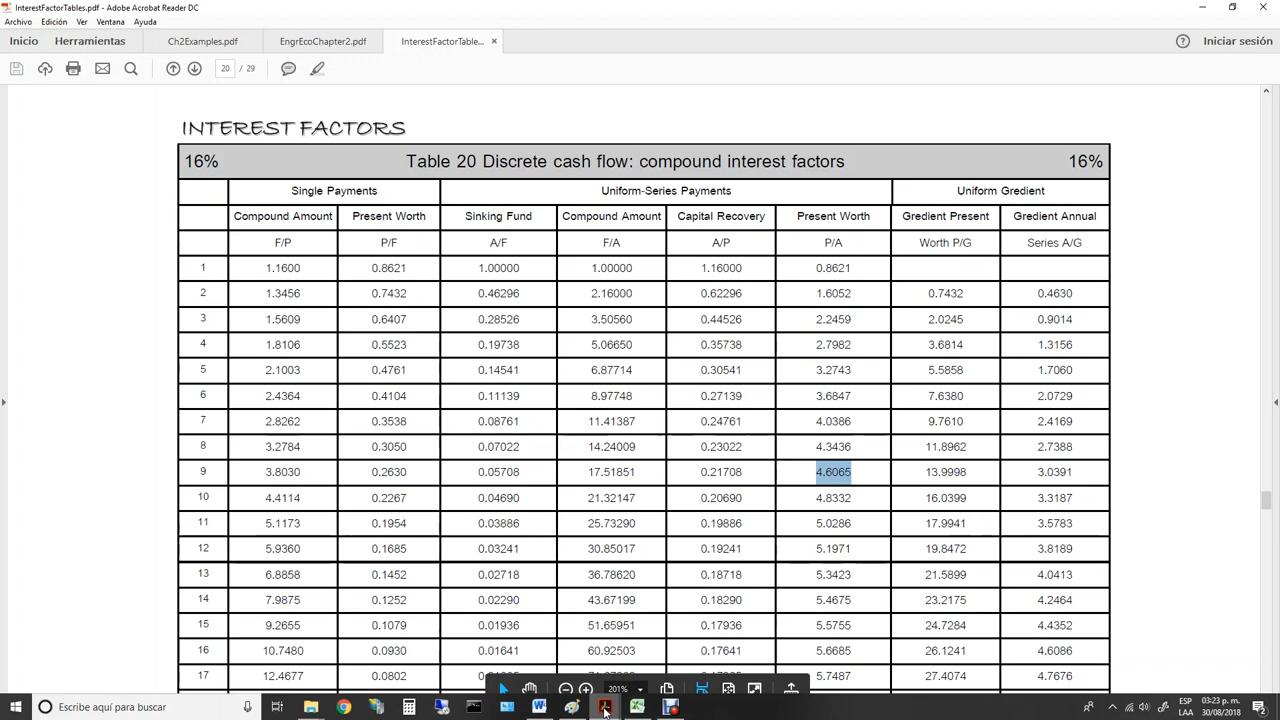 InterestFactorTables.pdf - Adobe Acrobat Reader DC
Archivo Edición Ver Ventana Ayuda
Inicio Herramientas Ch2Examples.pdf EngrEcoChapter2.pdf InterestFactorTable... × ? Iniciar sesión
20 / 29
INTEREST FACTORS
16% Table 20 Discrete cash flow: compound interest factors 16%
Single Payments Uniform-Series Payments Uniform Gredient
Compound Amount Present Worth Sinking Fund Compound Amount Capital Recovery Present Worth Gredient Present Gredient Annual
F/P P/F A/F F/A A/P P/A Worth P/G Series A/G
1 1.1600 0.8621 1.00000 1.00000 1.16000 0.8621
2 1.3456 0.7432 0.46296 2.16000 0.62296 1.6052 0.7432 0.4630
3 1.5609 0.6407 0.28526 3.50560 0.44526 2.2459 2.0245 0.9014
4 1.8106 0.5523 0.19738 5.06650 0.35738 2.7982 3.6814 1.3156
5 2.1003 0.4761 0.14541 6.87714 0.30541 3.2743 5.5858 1.7060
6 2.4364 0.4104 0.11139 8.97748 0.27139 3.6847 7.6380 2.0729
7 2.8262 0.3538 0.08761 11.41387 0.24761 4.0386 9.7610 2.4169
8 3.2784 0.3050 0.07022 14.24009 0.23022 4.3436 11.8962 2.7388
9 3.8030 0.2630 0.05708 17.51851 0.21708 4.6065 13.9998 3.0391
10 4.4114 0.2267 0.04690 21.32147 0.20690 4.8332 16.0399 3.3187
11 5.1173 0.1954 0.03886 25.73290 0.19886 5.0286 17.9941 3.5783
12 5.9360 0.1685 0.03241 30.85017 0.19241 5.1971 19.8472 3.8189
13 6.8858 0.1452 0.02718 36.78620 0.18718 5.3423 21.5899 4.0413
14 7.9875 0.1252 0.02290 43.67199 0.18290 5.4675 23.2175 4.2464
15 9.2655 0.1079 0.01936 51.65951 0.17936 5.5755 24.7284 4.4352
16 10.7480 0.0930 0.01641 60.92503 0.17641 5.6685 26.1241 4.6086
17 12.4677 0.0802 5.7487 27.4074 4.7676
201%
Escribe aquí para buscar
ESP 03:23 p. m.
LAA 30/08/2018 2